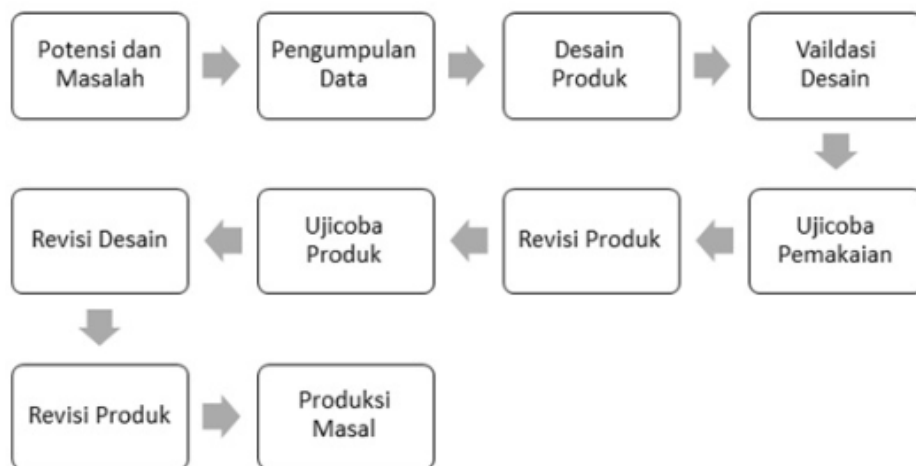 Potensi dan
Masalah
Pengumpulan
Data
Desain
Produk
Vaildasi
Desain
Ujicoba
Pemakaian
Revisi Produk
Ujicoba
Produk
Revisi Desain
Revisi Produk
Produksi
Masal